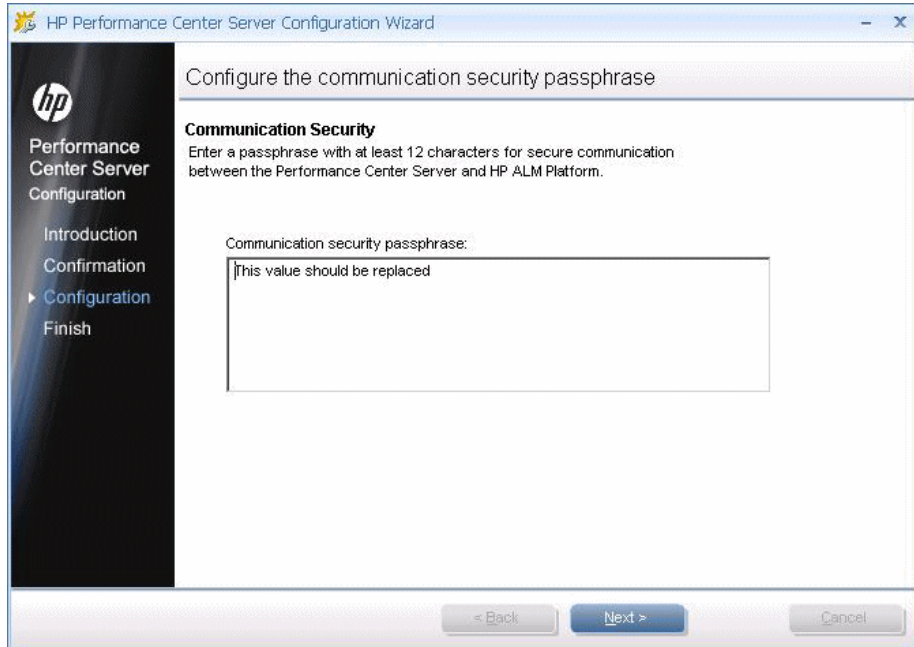 HP Performance Center Server Configuration Wizard
hp
Performance
Center Server
Configuration
Introduction
Confirmation
Configuration
Finish
Configure the communication security passphrase
Communication Security
Enter a passphrase with at least 12 characters for secure communication
between the Performance Center Server and HP ALM Platform.
Communication security passphrase:
This value should be replaced
< Back
Next >
Cancel